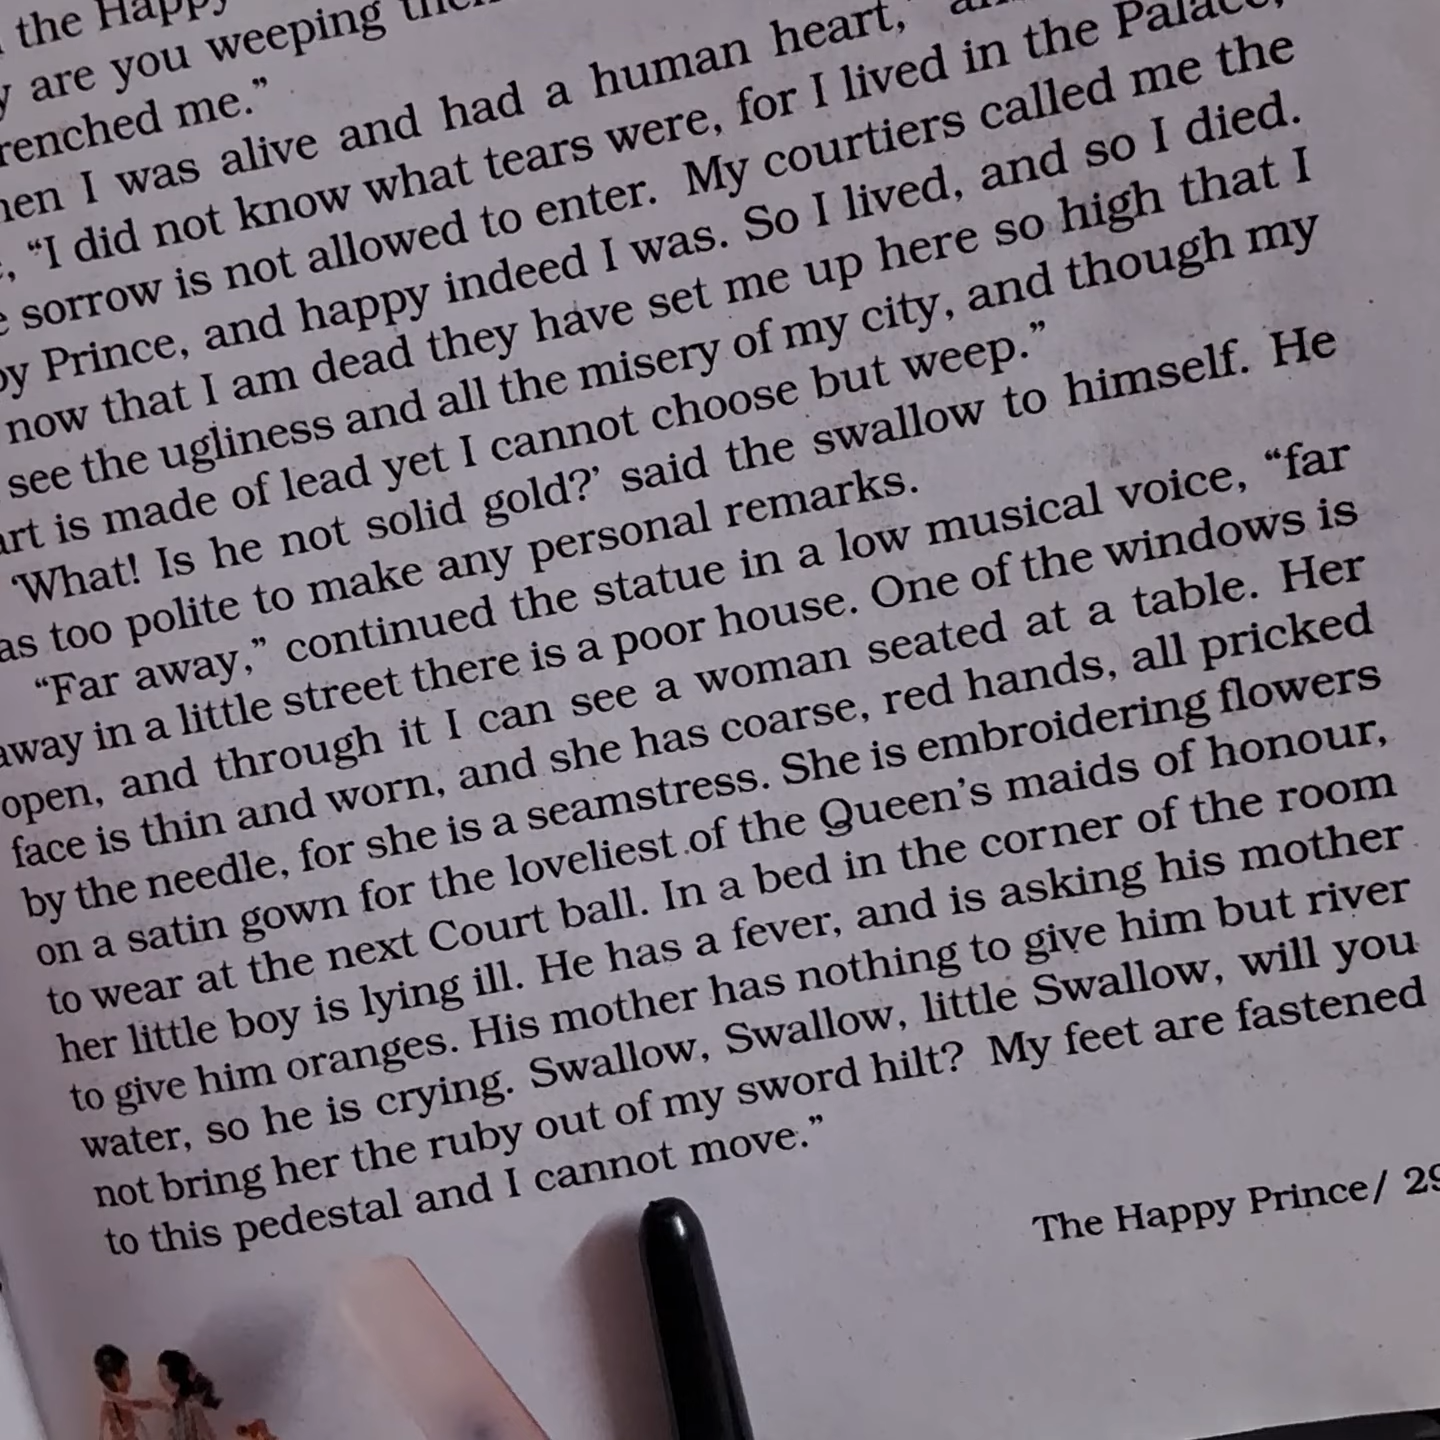 the Happy
are you weeping
renched me.”
hen I was alive and had a human heart,”
“I did not know what tears were, for I lived in the Palace,
sorrow is not allowed to enter. My courtiers called me the
py Prince, and happy indeed I was. So I lived, and so I died.
now that I am dead they have set me up here so high that I
see the ugliness and all the misery of my city, and though my
art is made of lead yet I cannot choose but weep.”
‘What! Is he not solid gold?’ said the swallow to himself. He
as too polite to make any personal remarks.
“Far away,” continued the statue in a low musical voice, “far
away in a little street there is a poor house. One of the windows is
open, and through it I can see a woman seated at a table. Her
face is thin and worn, and she has coarse, red hands, all pricked
by the needle, for she is a seamstress. She is embroidering flowers
on a satin gown for the loveliest of the Queen’s maids of honour,
to wear at the next Court ball. In a bed in the corner of the room
her little boy is lying ill. He has a fever, and is asking his mother
to give him oranges. His mother has nothing to give him but river
water, so he is crying. Swallow, Swallow, little Swallow, will you
not bring her the ruby out of my sword hilt? My feet are fastened
to this pedestal and I cannot move.”
The Happy Prince/ 29